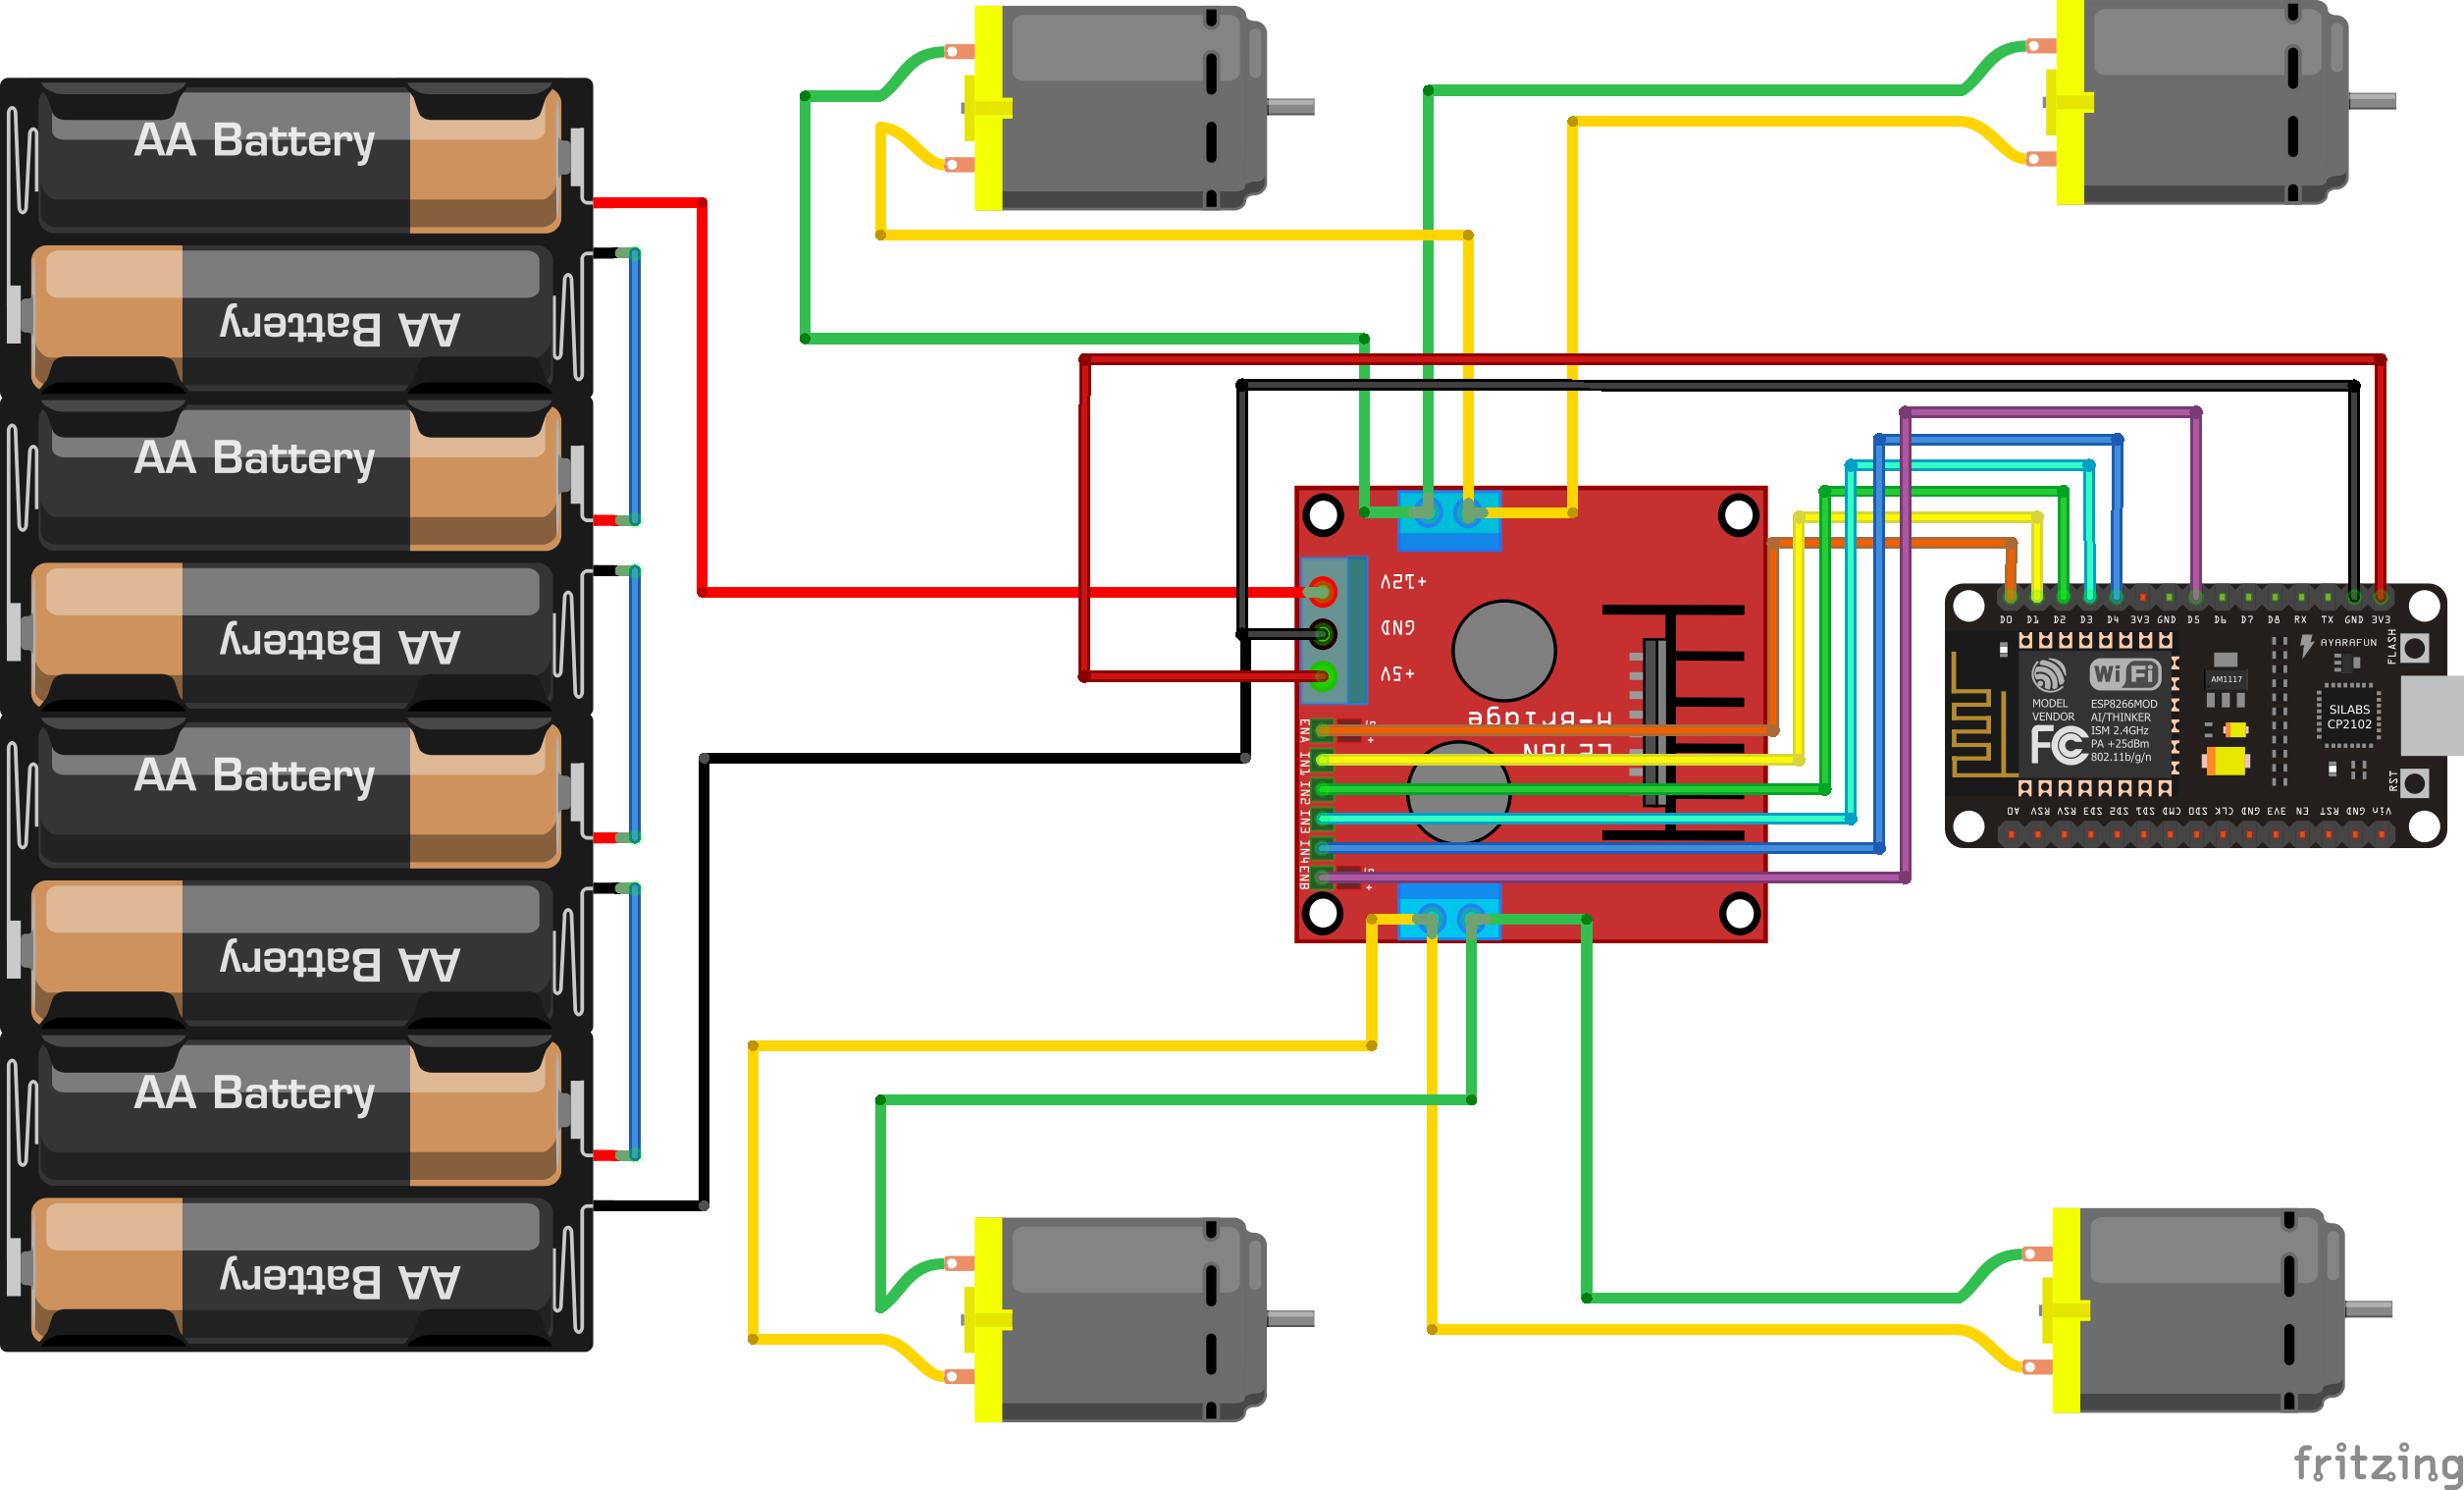 AA Battery
AA Battery
AA Battery
AA Battery
AA Battery
AA Battery
AA Battery
AA Battery
+12V
GND
+5V
H-Bridge
ENA
IN1
IN2
IN3
IN4
ENB
D0 D1 D2 D3 D4 3V3 GND D5 D6 D7 D8 RX TX GND 3V3
FLASH
AYARAFUN
WiFi
MODEL
VENDOR
ESP8266MOD
AI/THINKER
ISM 2.4GHz
PA +25dBm
802.11b/g/n
FC
AM1117
SILABS
CP2102
RST
A0 RSV RSV SD3 SD2 SD1 CMD SD0 CLK GND 3V3 EN RST GND Vin
fritzing